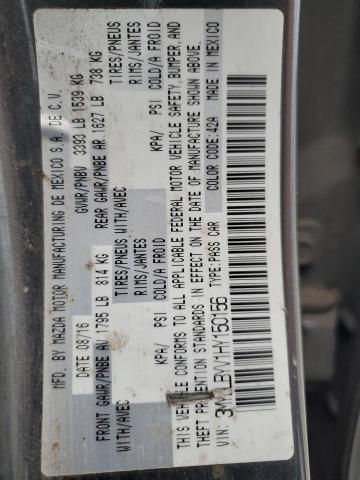 MFD. BY MAZDA MOTOR MANUFACTURING DE MEXICO S.A. DE C.V.
DATE 08/16 GVWR/PNBV 3393 LB 1539 KG
FRONT GAWR/PNBE AV 1795 LB 814 KG REAR GAWR/PNBE AR 1627 LB 738 KG
WITH/AVEC TIRES/PNEUS WITH/AVEC TIRES/PNEUS
RIMS/JANTES RIMS/JANTES
KPA/ PSI COLD/A FROID KPA/ PSI COLD/A FROID
THIS VEHICLE CONFORMS TO ALL APPLICABLE FEDERAL MOTOR VEHICLE SAFETY, BUMPER, AND
THEFT PREVENTION STANDARDS IN EFFECT ON THE DATE OF MANUFACTURE SHOWN ABOVE.
VIN: TYPE:PASS CAR COLOR CODE:42A MADE IN MEXICO